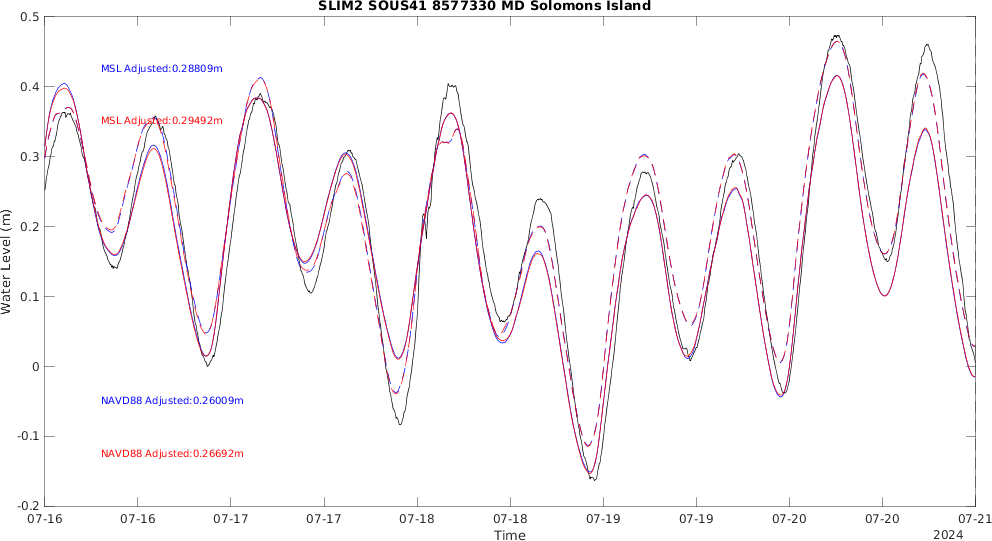 SLIM2 SOUS41 8577330 MD Solomons Island
0.5
MSL Adjusted:0.28809m
0.4
MSL Adjusted:0.29492m
0.3
0.2
Water Level (m)
0.1
0
NAVD88 Adjusted:0.26009m
-0.1
NAVD88 Adjusted:0.26692m
-0.2
07-16 07-16 07-17 07-17 07-18 07-18 07-19 07-19 07-20 07-20 07-21
Time
2024